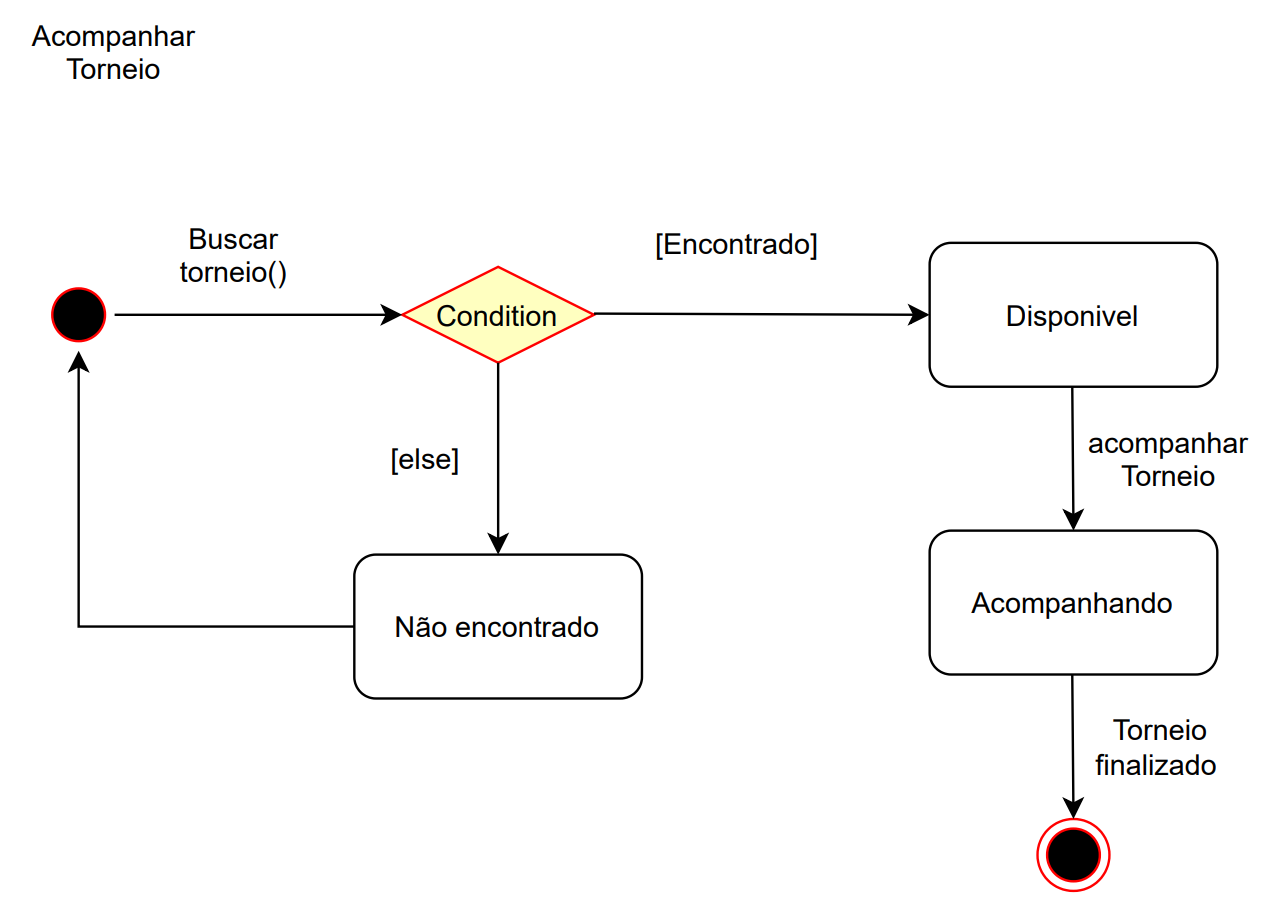 Acompanhar
Torneio
Buscar
torneio()
[Encontrado]
Condition
Disponivel
[else]
acompanhar
Torneio
Não encontrado
Acompanhando
Torneio
finalizado